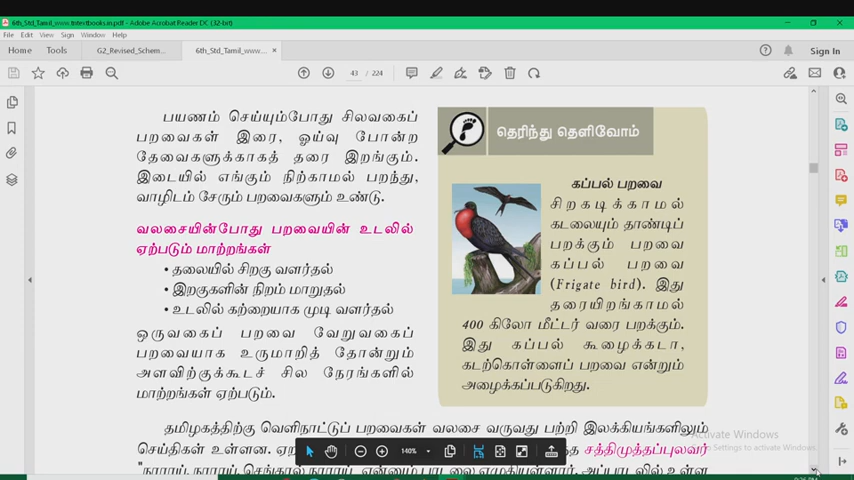 6th_Std_Tamil_www.tntextbooks.in.pdf - Adobe Acrobat Reader DC (32-bit)
File Edit View Sign Window Help
Home Tools G2_Revised_Schem... 6th_Std_Tamil_www.... × Sign In
43 / 224
பயணம் செய்யும்போது சிலவகைப்
பறவைகள் இரை, ஓய்வு போன்ற
தேவைகளுக்காகத் தரை இறங்கும்.
இடையில் எங்கும் நிற்காமல் பறந்து,
வாழிடம் சேரும் பறவைகளும் உண்டு.
வலசையின்போது பறவையின் உடலில்
ஏற்படும் மாற்றங்கள்
• தலையில் சிறகு வளர்தல்
• இறகுகளின் நிறம் மாறுதல்
• உடலில் கற்றையாக முடி வளர்தல்
ஒருவகைப் பறவை வேறுவகைப்
பறவையாக உருமாறித் தோன்றும்
அளவிற்குக்கூடச் சில நேரங்களில்
மாற்றங்கள் ஏற்படும்.
தெரிந்து தெளிவோம்
கப்பல் பறவை
சிறகடிக்காமல்
கடலையும் தாண்டிப்
பறக்கும் பறவை
கப்பல் பறவை
(Frigate bird). இது
தரையிறங்காமல்
400 கிலோ மீட்டர் வரை பறக்கும்.
இது கப்பல் கூழைக்கடா,
கடற்கொள்ளைப் பறவை என்றும்
அழைக்கப்படுகிறது.
தமிழகத்திற்கு வெளிநாட்டுப் பறவைகள் வலசை வருவது பற்றி இலக்கியங்களிலும்
செய்திகள் உள்ளன. சத்திமுத்தப்புலவர்
"நாராய், நாராய், செங்கால் நாராய் என்னும் பாடலை எழுதியுள்ளார். அப்பாடலில் உள்ள
140%
Activate Windows
Settings to activate Windows.